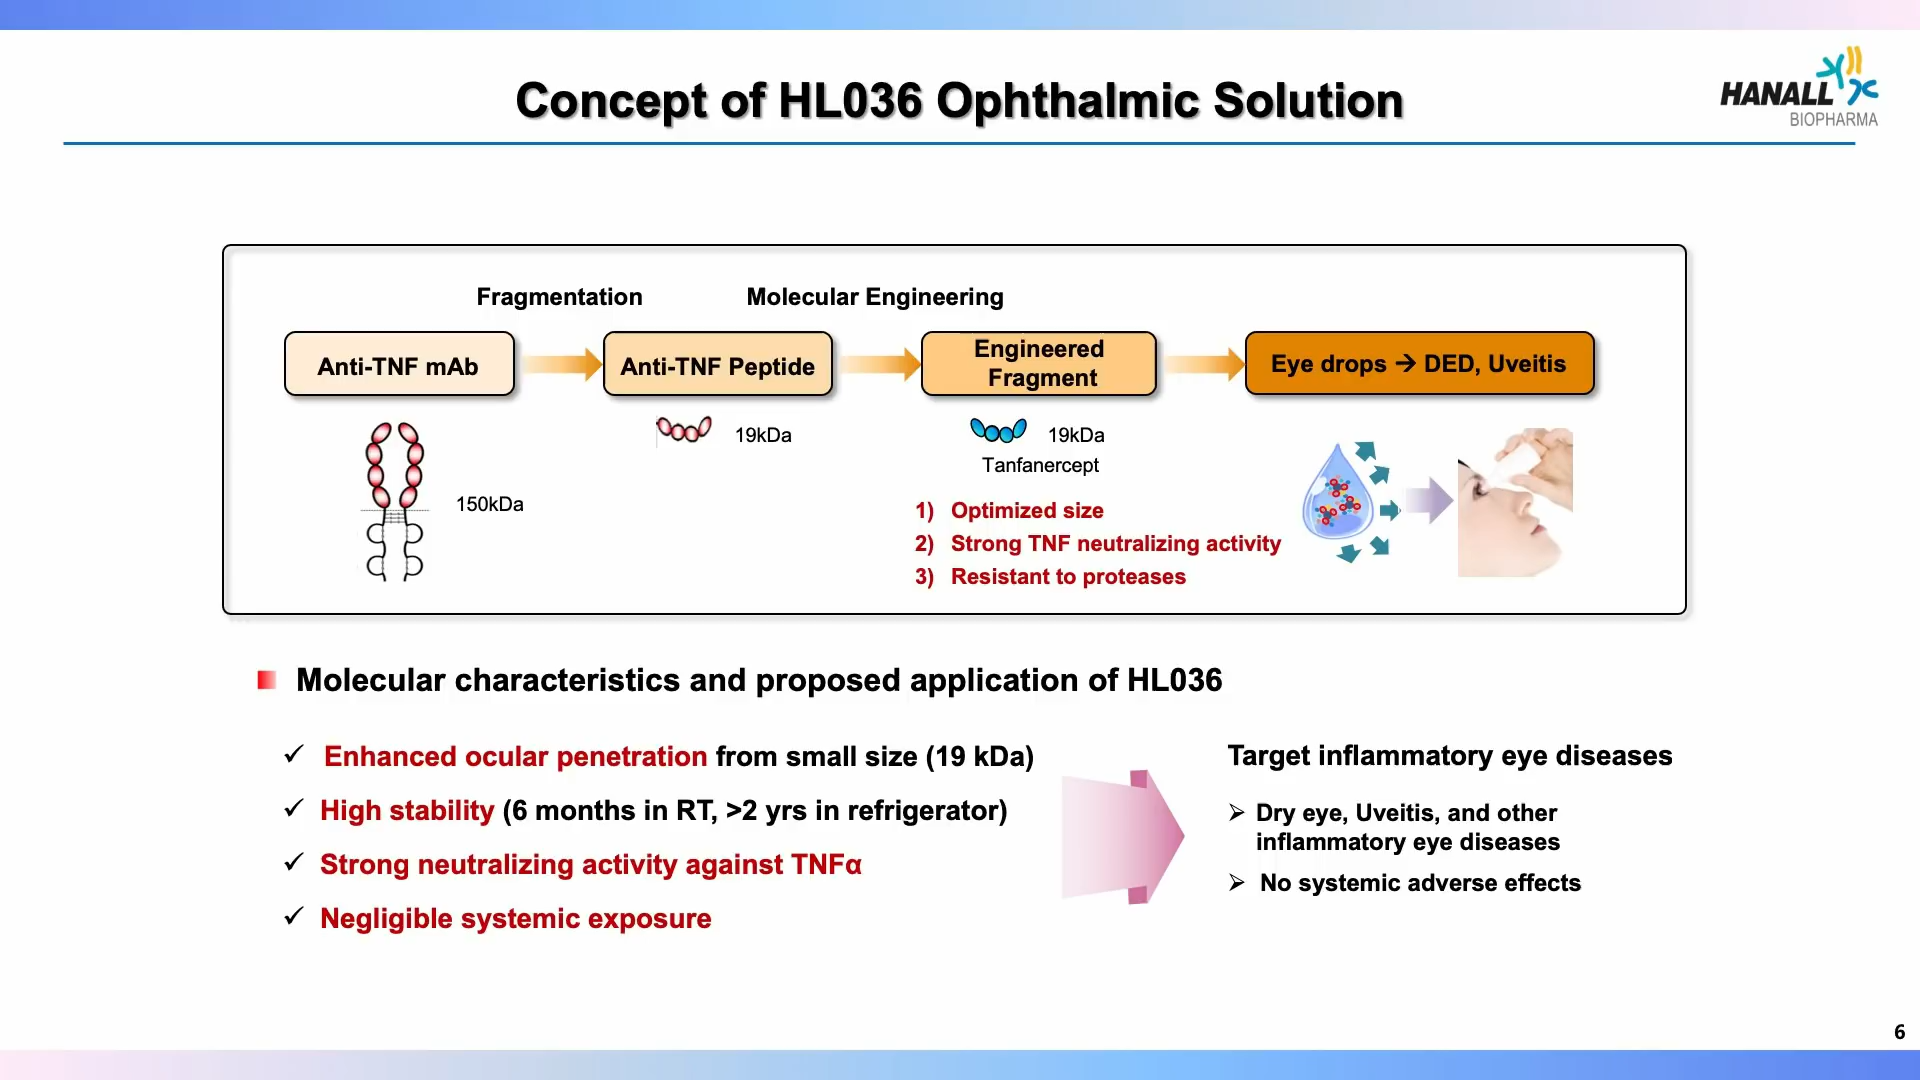 Concept of HL036 Ophthalmic Solution
HANALL
BIOPHARMA
Fragmentation
Molecular Engineering
Anti-TNF mAb
Anti-TNF Peptide
Engineered
Fragment
Eye drops → DED, Uveitis
150kDa
19kDa
19kDa
Tanfanercept
1) Optimized size
2) Strong TNF neutralizing activity
3) Resistant to proteases
Molecular characteristics and proposed application of HL036
✓ Enhanced ocular penetration from small size (19 kDa)
✓ High stability (6 months in RT, >2 yrs in refrigerator)
✓ Strong neutralizing activity against TNFα
✓ Negligible systemic exposure
Target inflammatory eye diseases
➢ Dry eye, Uveitis, and other
inflammatory eye diseases
➢ No systemic adverse effects
6